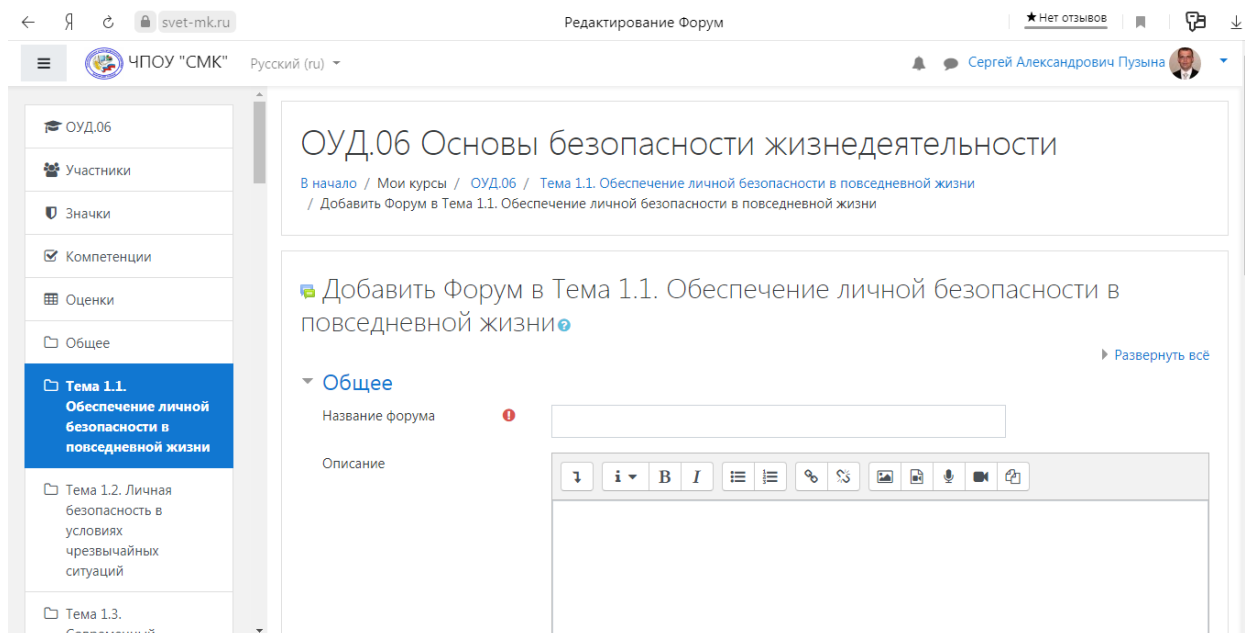 Я svet-mk.ru Редактирование Форум ★ Нет отзывов
ЧПОУ "СМК" Русский (ru) Сергей Александрович Пузына
ОУД.06
Участники
Значки
Компетенции
Оценки
Общее
Тема 1.1.
Обеспечение личной
безопасности в
повседневной жизни
Тема 1.2. Личная
безопасность в
условиях
чрезвычайных
ситуаций
Тема 1.3.
Современный
ОУД.06 Основы безопасности жизнедеятельности
В начало / Мои курсы / ОУД.06 / Тема 1.1. Обеспечение личной безопасности в повседневной жизни
/ Добавить Форум в Тема 1.1. Обеспечение личной безопасности в повседневной жизни
Добавить Форум в Тема 1.1. Обеспечение личной безопасности в
повседневной жизни
Развернуть всё
Общее
Название форума
Описание
i B I